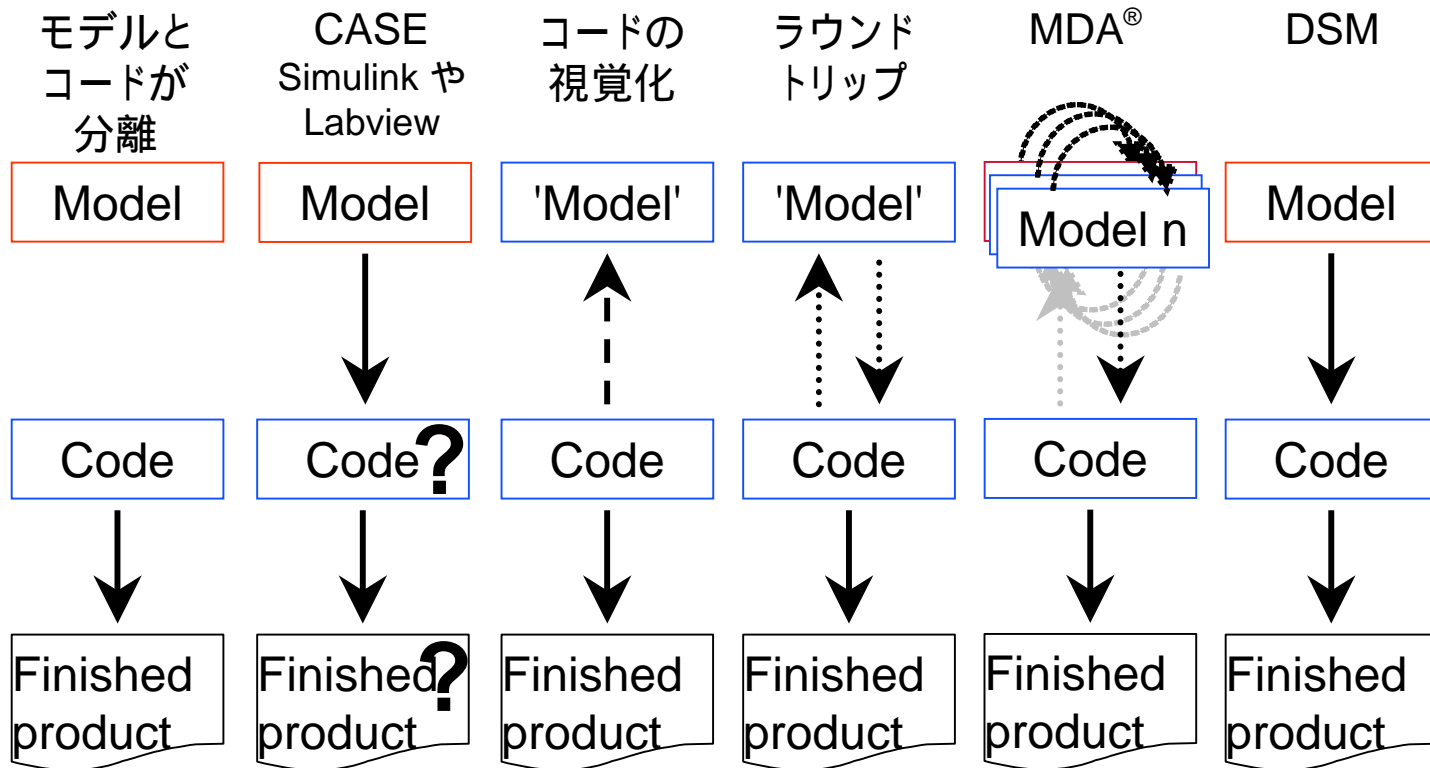 モデルと
コードが
分離
CASE
Simulink や
Labview
コードの
視覚化
ラウンド
トリップ
MDA®
DSM
Model
Model
'Model'
'Model'
Model n
Model
Code
Code?
Code
Code
Code
Code
Finished
product
Finished?
product
Finished
product
Finished
product
Finished
product
Finished
product